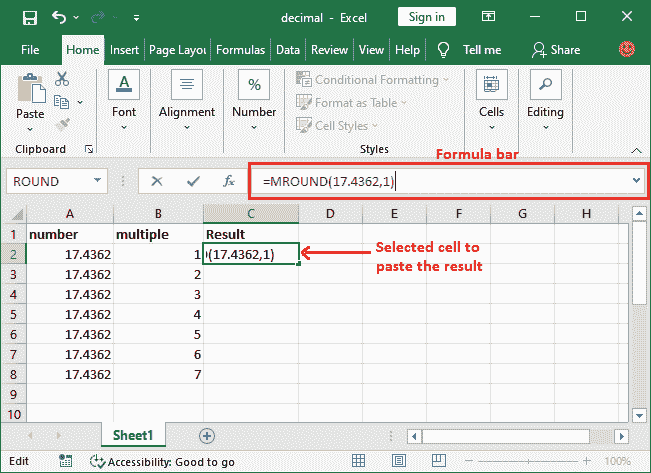 decimal - Excel
Sign in
File Home Insert Page Layou Formulas Data Review View Help Tell me Share
Paste
Clipboard
Font
Alignment
%
Number
Conditional Formatting
Format as Table
Cell Styles
Styles
Cells
Editing
Formula bar
ROUND
fx
=MROUND(17.4362,1)
A B C D E F G H
1 number multiple Result
2 17.4362 1 (17.4362,1)
Selected cell to
paste the result
3 17.4362 2
4 17.4362 3
5 17.4362 4
6 17.4362 5
7 17.4362 6
8 17.4362 7
9
10
Sheet1
Edit
Accessibility: Good to go
100%